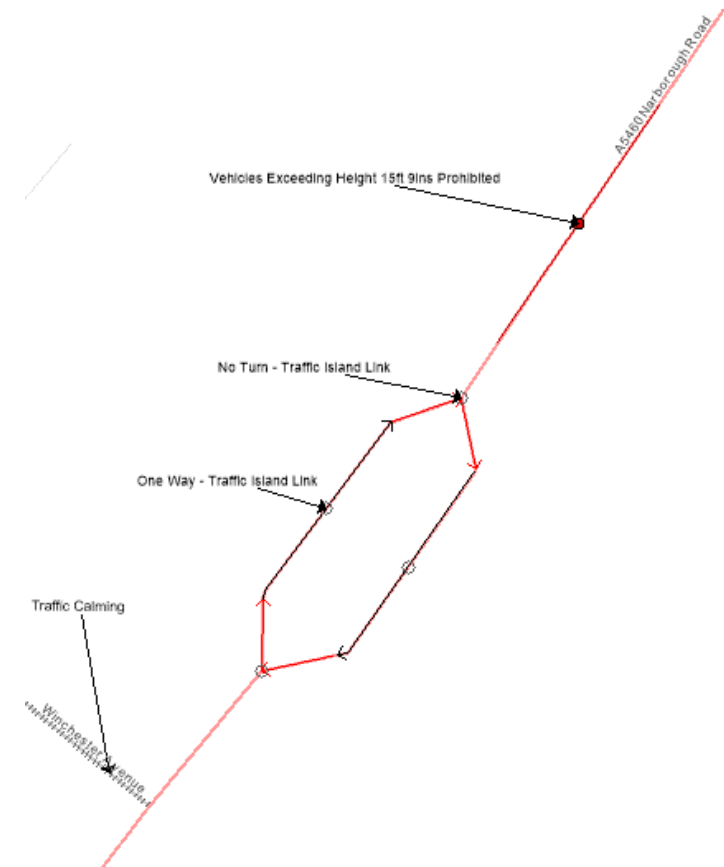 A5460 Narborough Road
Vehicles Exceeding Height 15ft 9ins Prohibited
No Turn - Traffic Island Link
One Way - Traffic Island Link
Traffic Calming
Winchester Avenue